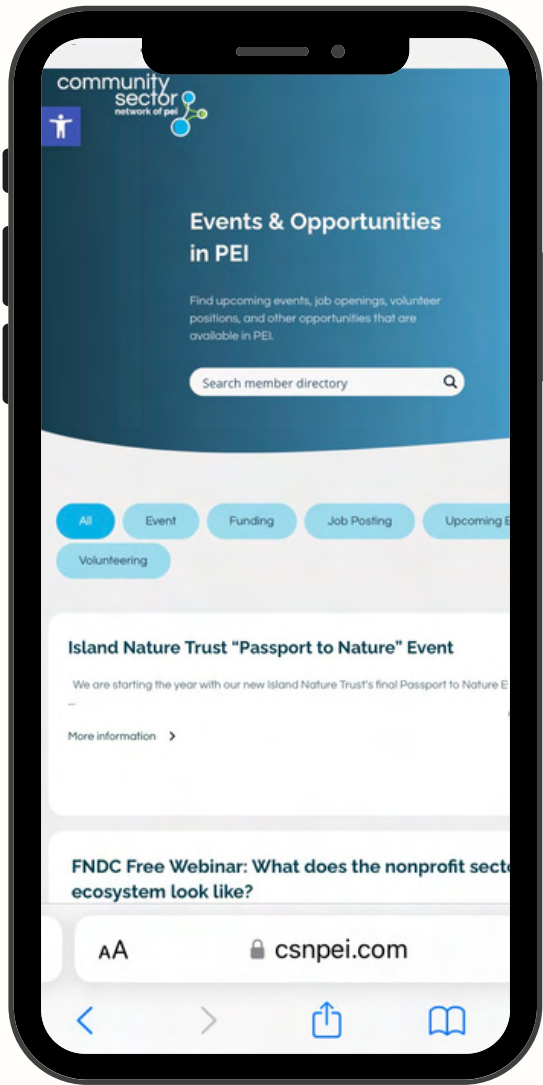 community
sector
network of pei
Events & Opportunities
in PEI
Find upcoming events, job openings, volunteer
positions, and other opportunities that are
available in PEI.
Search member directory
All
Event
Funding
Job Posting
Upcoming E
Volunteering
Island Nature Trust “Passport to Nature” Event
We are starting the year with our new Island Nature Trust's final Passport to Nature E
...
More information
FNDC Free Webinar: What does the nonprofit secto
ecosystem look like?
AA
csnpei.com